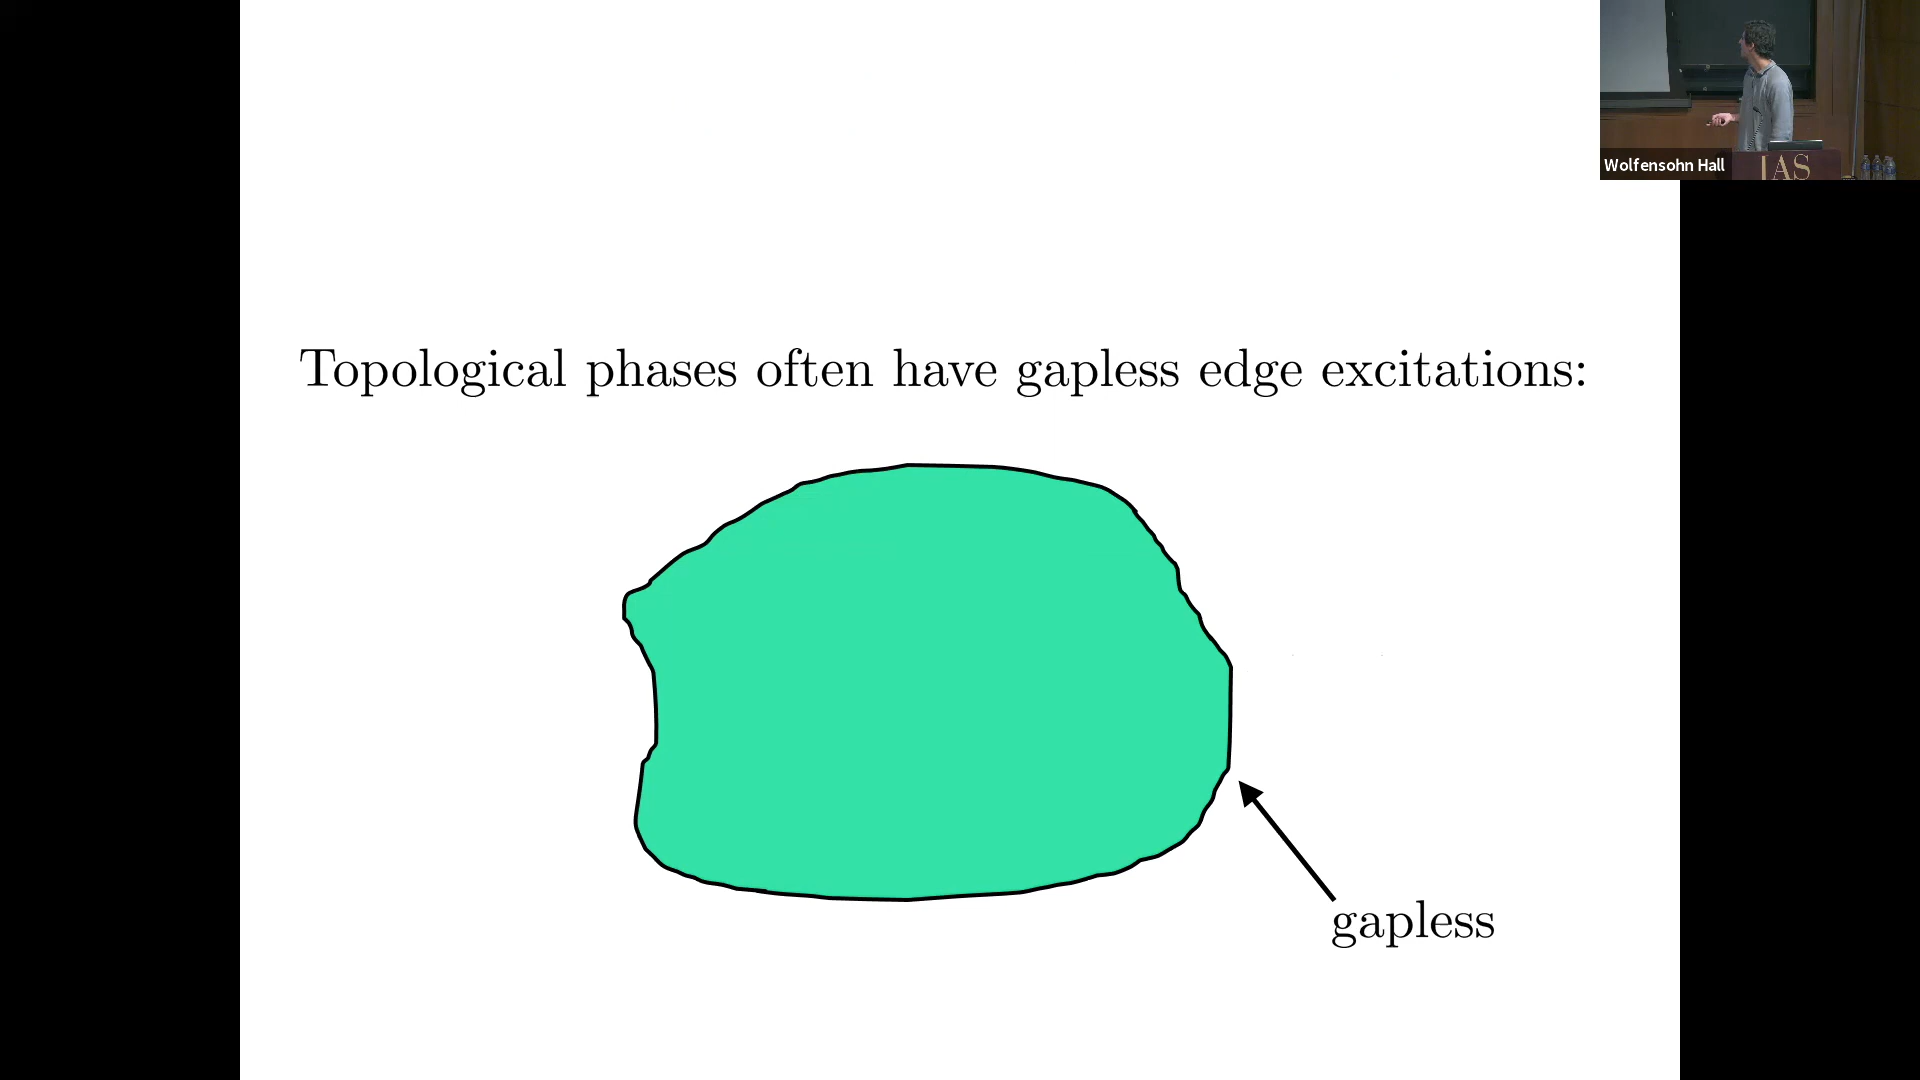 Topological phases often have gapless edge excitations:
gapless
Wolfensohn Hall
IAS